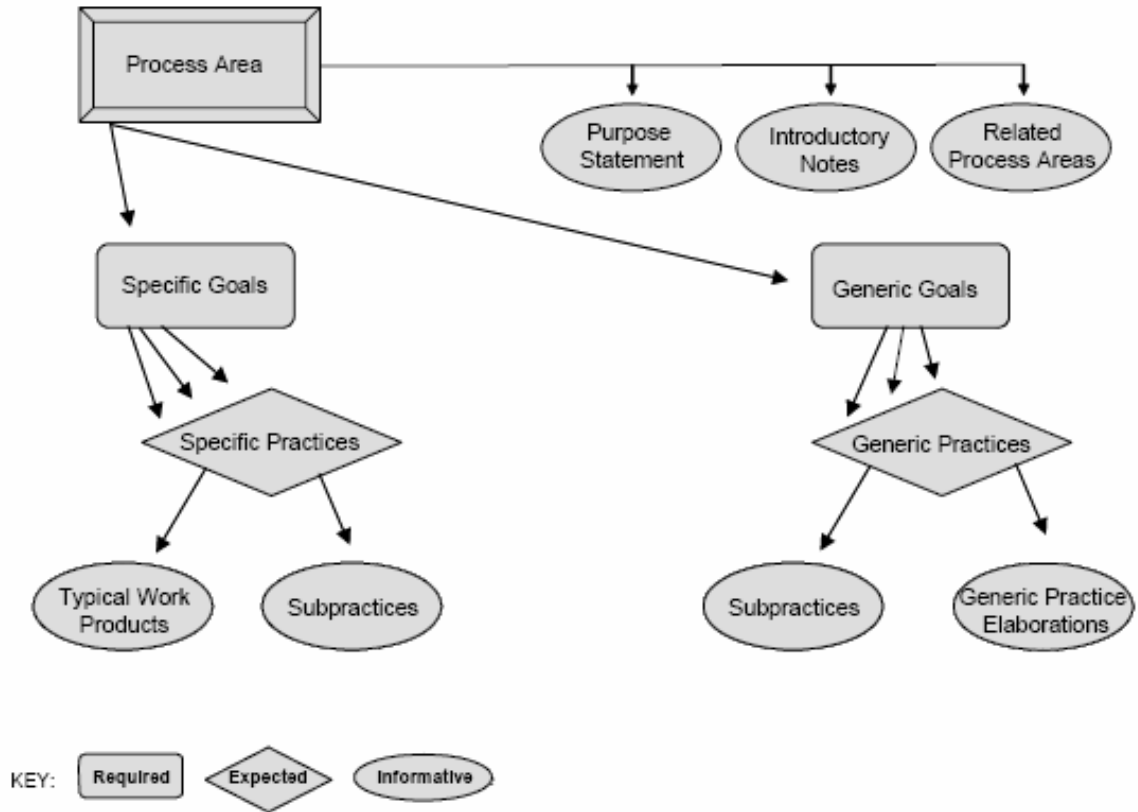 Process Area
Purpose
Statement
Introductory
Notes
Related
Process Areas
Specific Goals
Generic Goals
Specific Practices
Generic Practices
Typical Work
Products
Subpractices
Subpractices
Generic Practice
Elaborations
KEY:
Required
Expected
Informative